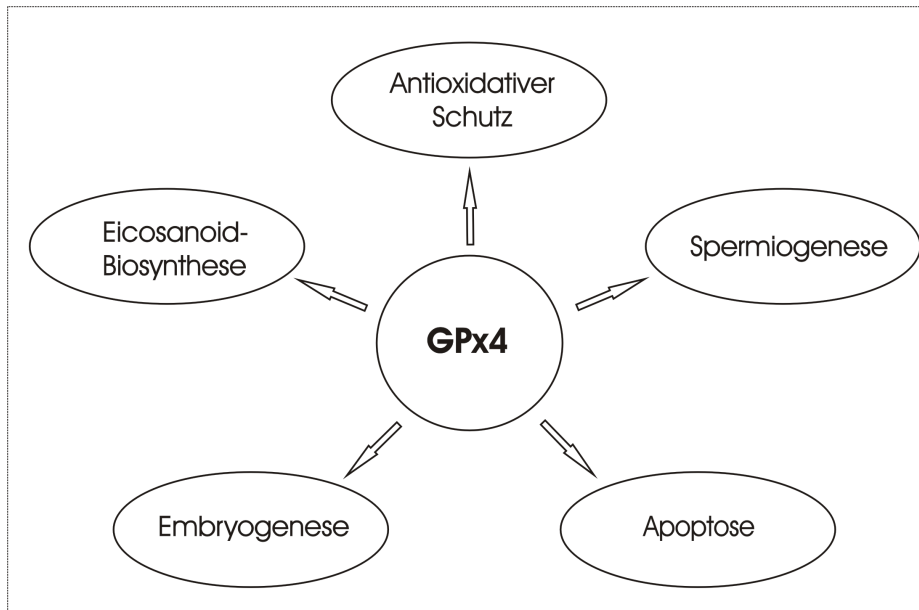 Antioxidativer
Schutz
Eicosanoid-
Biosynthese
Spermiogenese
GPx4
Embryogenese
Apoptose